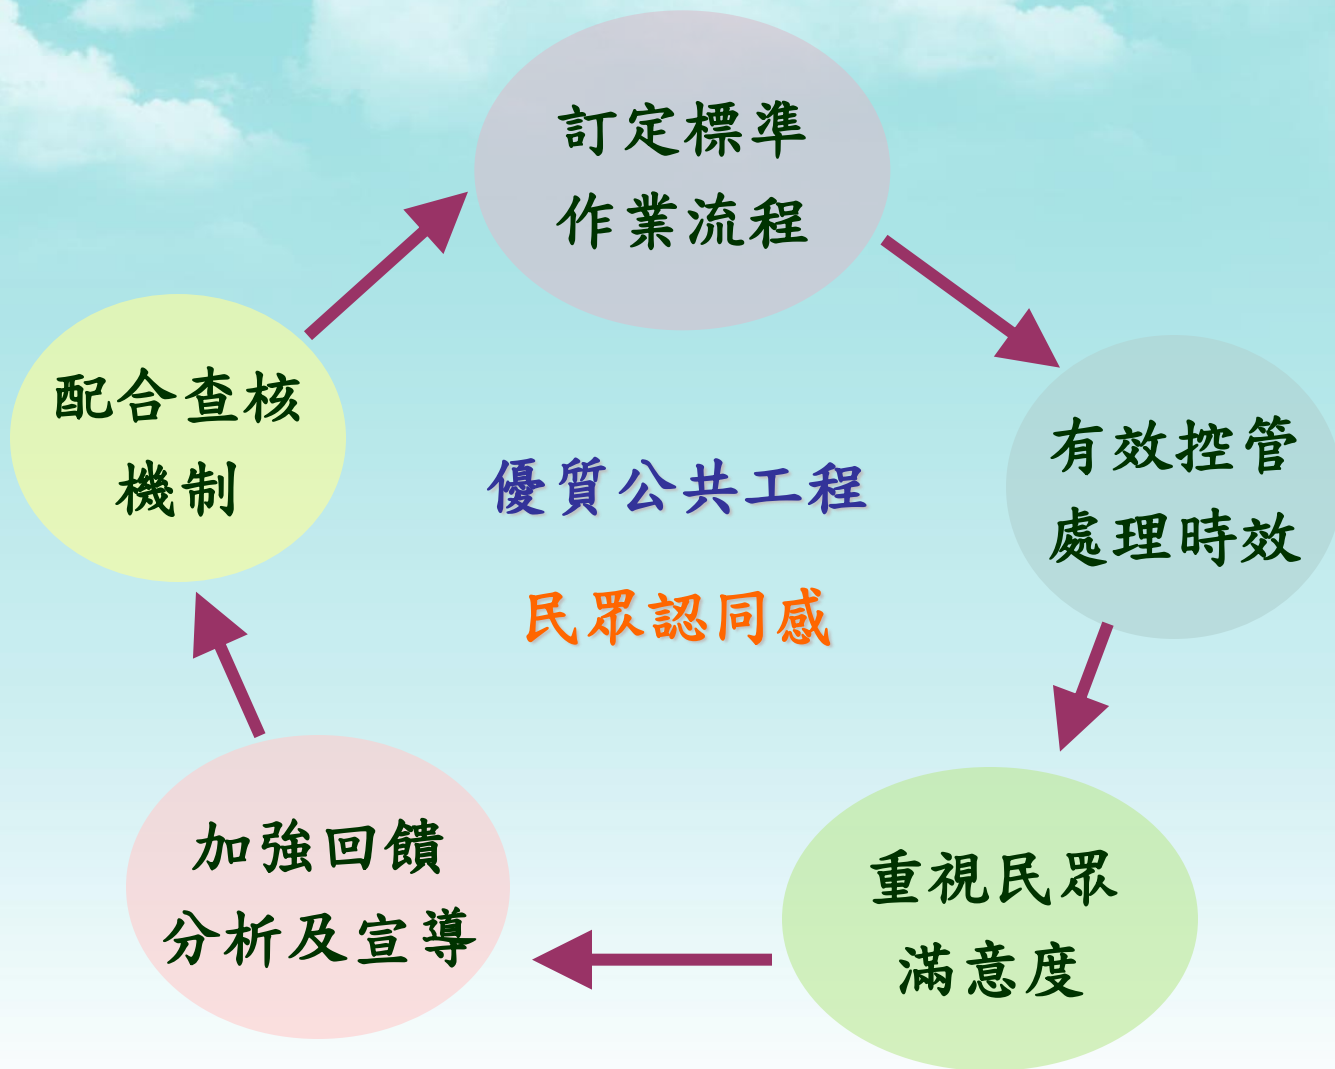 訂定標準
作業流程
有效控管
處理時效
重視民眾
滿意度
加強回饋
分析及宣導
配合查核
機制
優質公共工程
民眾認同感